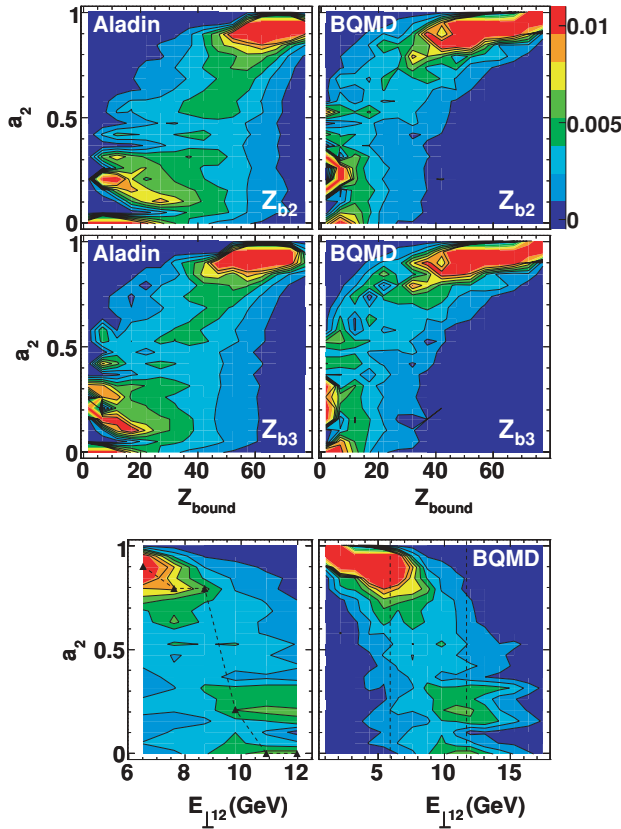 Aladin BQMD 0.01
1
a2 0.5 0.005
Zb2 Zb2 0
0
Aladin BQMD
1
a2 0.5
Zb3 Zb3
0
0 20 40 60 0 20 40 60
Zbound Zbound
1 BQMD
a2 0.5
0
6 8 10 12 5 10 15
E⊥12(GeV) E⊥12(GeV)